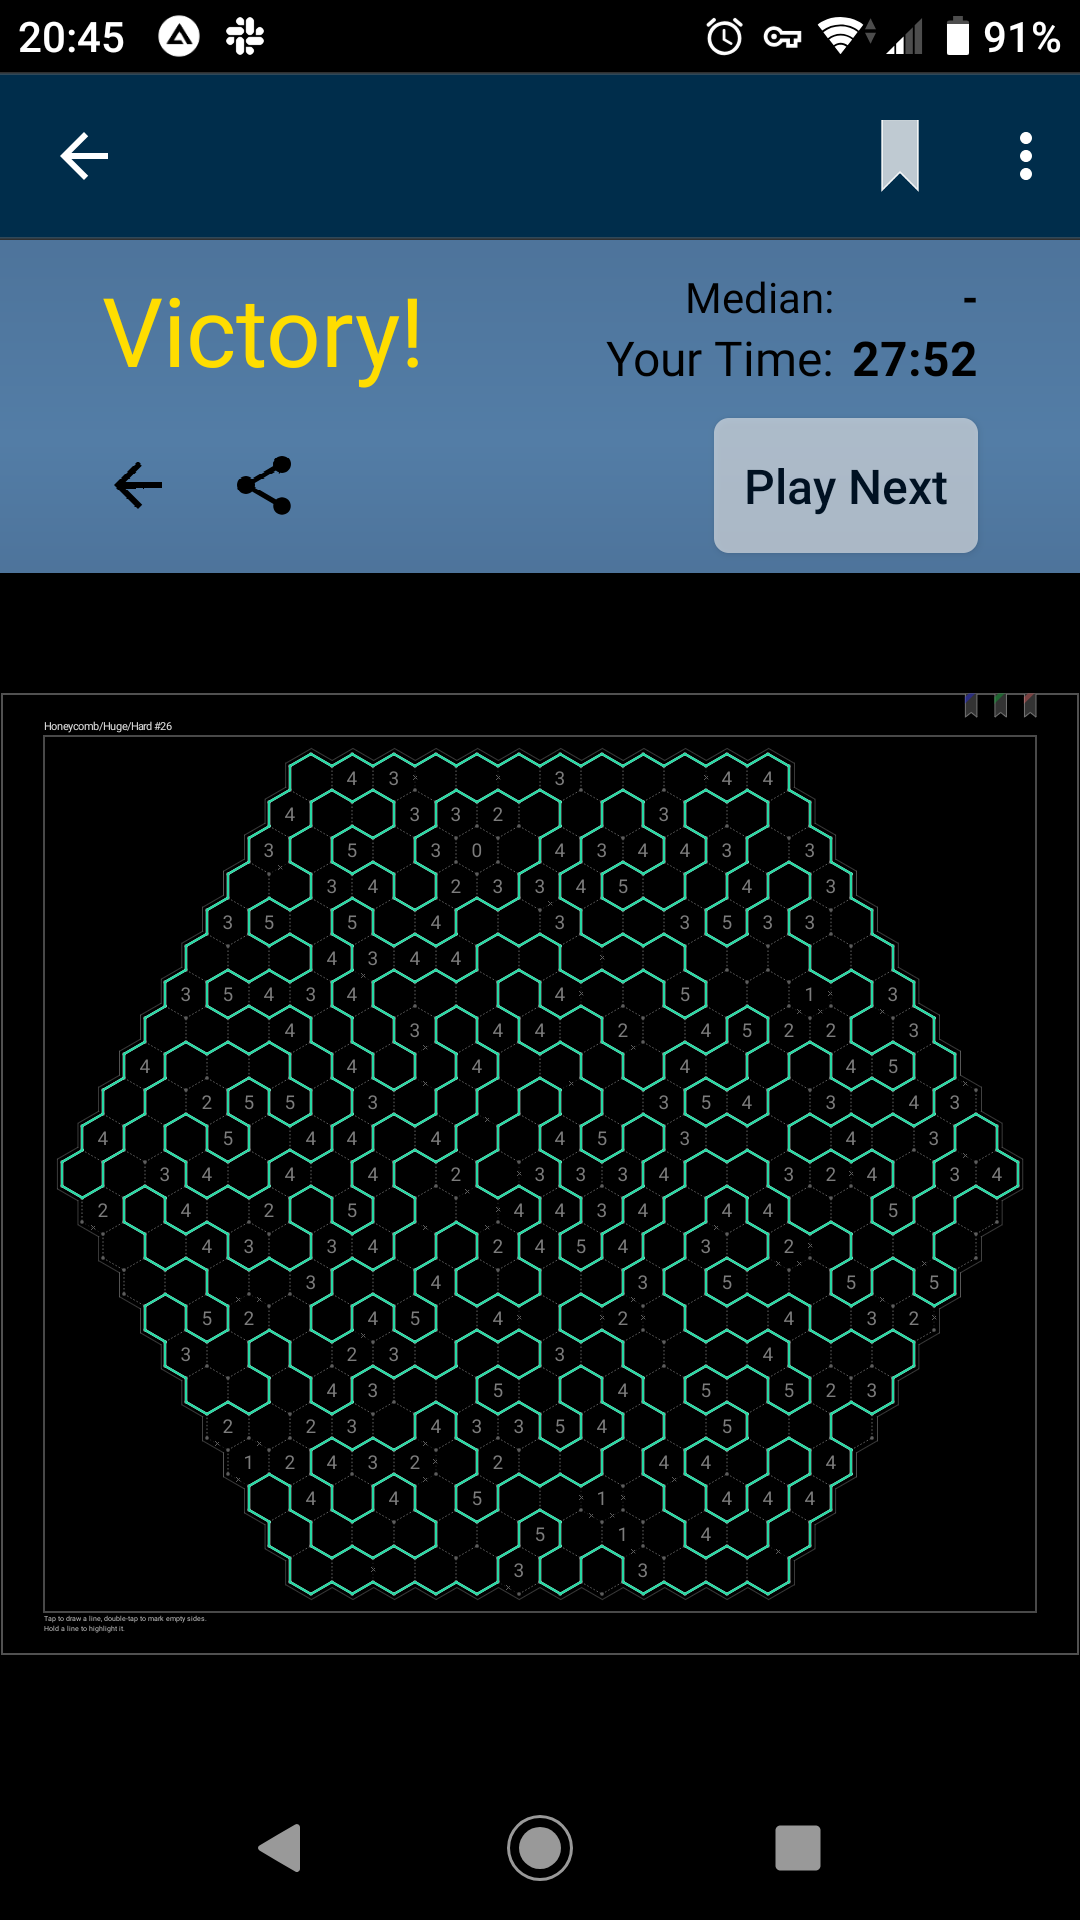 20:45 91%
Victory!
Median: -
Your Time: 27:52
Play Next
Honeycomb/Huge/Hard #26
4 3 3 4 4
4 3 3 2 3
3 5 3 0 4 3 4 4 3 3
3 4 2 3 3 4 5 4 3
3 5 5 4 3 3 5 3 3
4 3 4 4
3 5 4 3 4 4 5 1 3
4 3 4 4 2 4 5 2 2 3
4 4 4 4 4 5
2 5 5 3 3 5 4 3 4 3
4 5 4 4 4 4 5 3 4 3
3 4 4 4 2 3 3 3 4 3 2 4 3 4
2 4 2 5 4 4 3 4 4 4 5
4 3 3 4 2 4 5 4 3 2
3 4 3 5 5 5
5 2 4 5 4 2 4 3 2
3 2 3 3 4
4 3 5 4 5 5 2 3
2 2 3 4 3 3 5 4 5
1 2 4 3 2 2 4 4 4
4 4 5 1 4 4 4
5 1 4
3 3
Tap to draw a line, double-tap to mark empty sides.
Hold a line to highlight it.